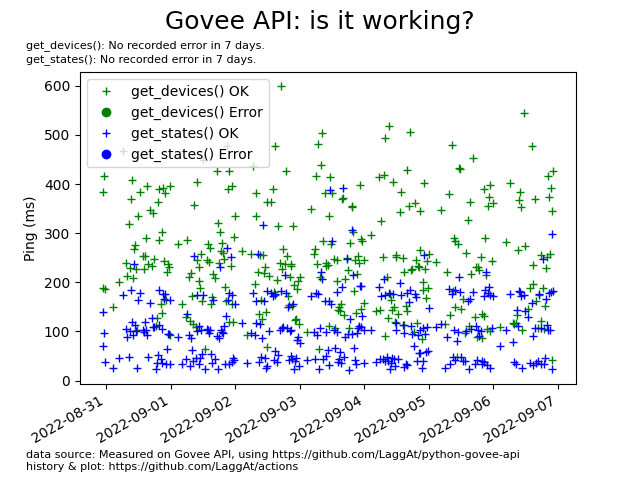 Govee API: is it working?
get_devices(): No recorded error in 7 days.
get_states(): No recorded error in 7 days.
get_devices() OK
get_devices() Error
get_states() OK
get_states() Error
Ping (ms)
600
500
400
300
200
100
0
2022-08-31
2022-09-01
2022-09-02
2022-09-03
2022-09-04
2022-09-05
2022-09-06
2022-09-07
data source: Measured on Govee API, using https://github.com/LaggAt/python-govee-api
history & plot: https://github.com/LaggAt/actions